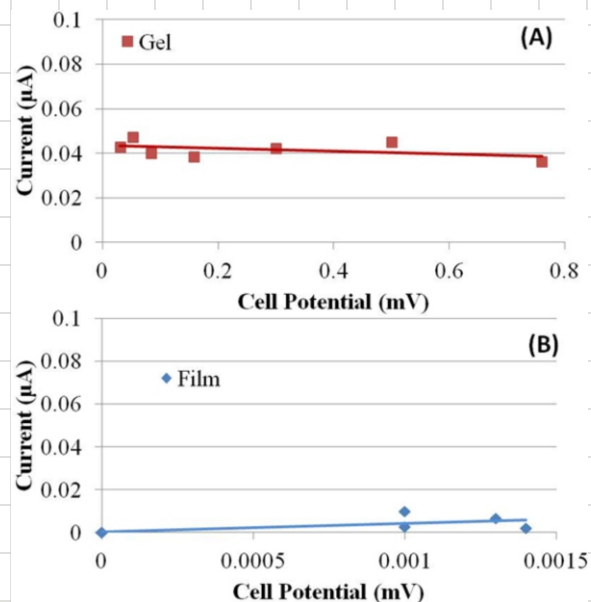 0.1
Gel
(A)
0.08
0.06
0.04
0.02
0
Current (μA)
0 0.2 0.4 0.6 0.8
Cell Potential (mV)
0.1
(B)
0.08
Film
0.06
0.04
0.02
0
Current (μA)
0 0.0005 0.001 0.0015
Cell Potential (mV)